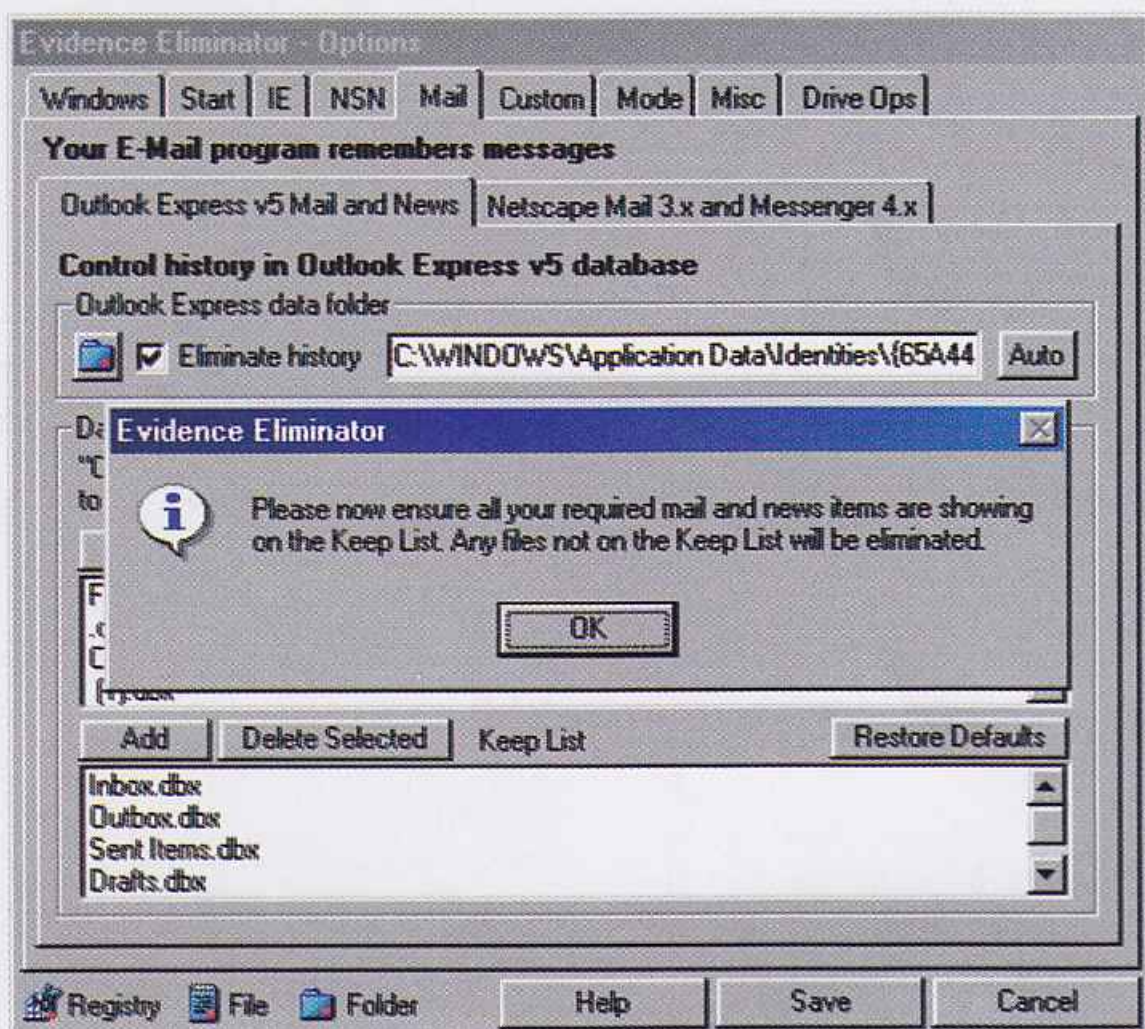 Evidence Eliminator - Options
Windows Start IE NSN Mail Custom Mode Misc Drive Ops
Your E-Mail program remembers messages
Outlook Express v5 Mail and News Netscape Mail 3.x and Messenger 4.x
Control history in Outlook Express v5 database
Outlook Express data folder
Eliminate history C:\WINDOWS\Application Data\Identities\{65A44 Auto
Evidence Eliminator
Please now ensure all your required mail and news items are showing
on the Keep List. Any files not on the Keep List will be eliminated.
OK
Add Delete Selected Keep List Restore Defaults
Inbox.dbx
Outbox.dbx
Sent Items.dbx
Drafts.dbx
Registry File Folder Help Save Cancel